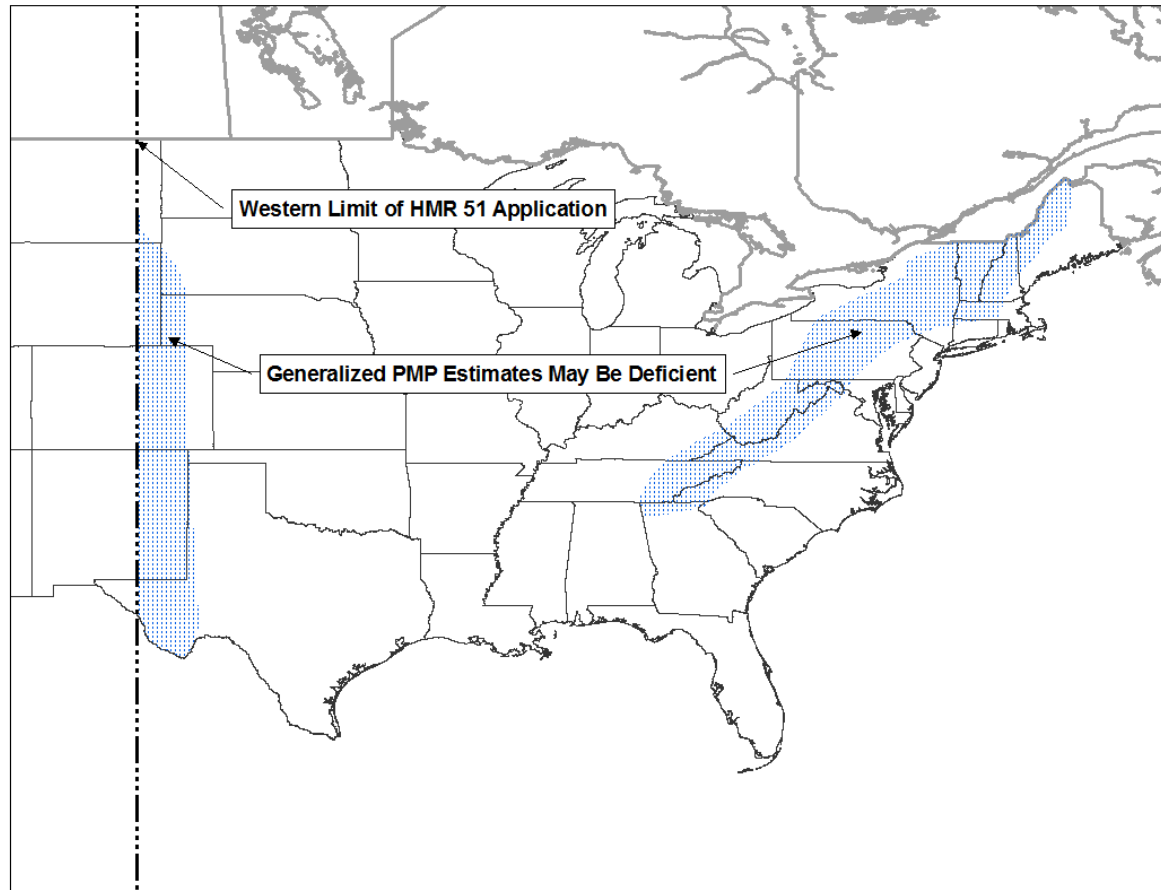 Western Limit of HMR 51 Application
Generalized PMP Estimates May Be Deficient